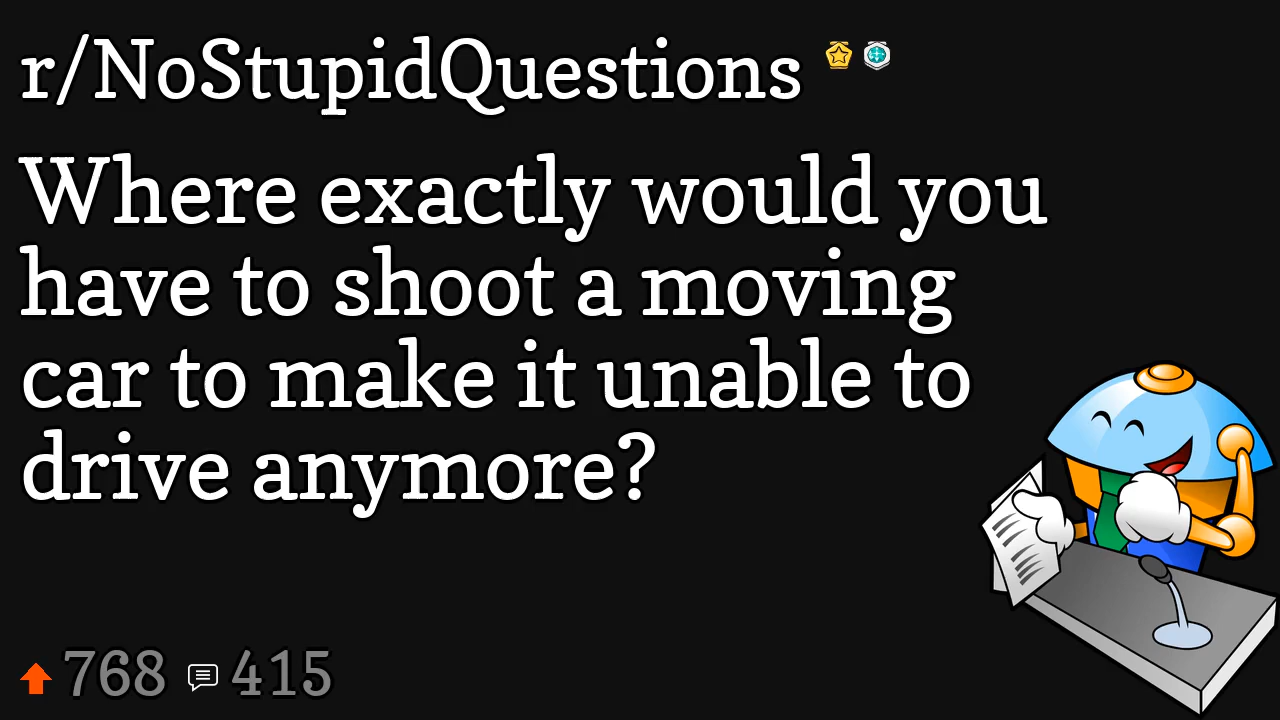 r/NoStupidQuestions
Where exactly would you
have to shoot a moving
car to make it unable to
drive anymore?
768 415